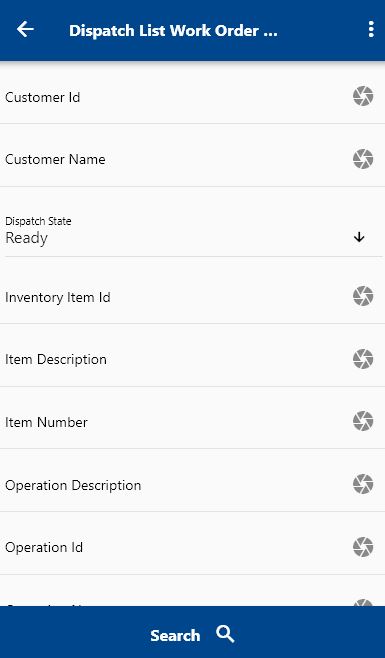 Dispatch List Work Order ...
Customer Id
Customer Name
Dispatch State
Ready
Inventory Item Id
Item Description
Item Number
Operation Description
Operation Id
Search